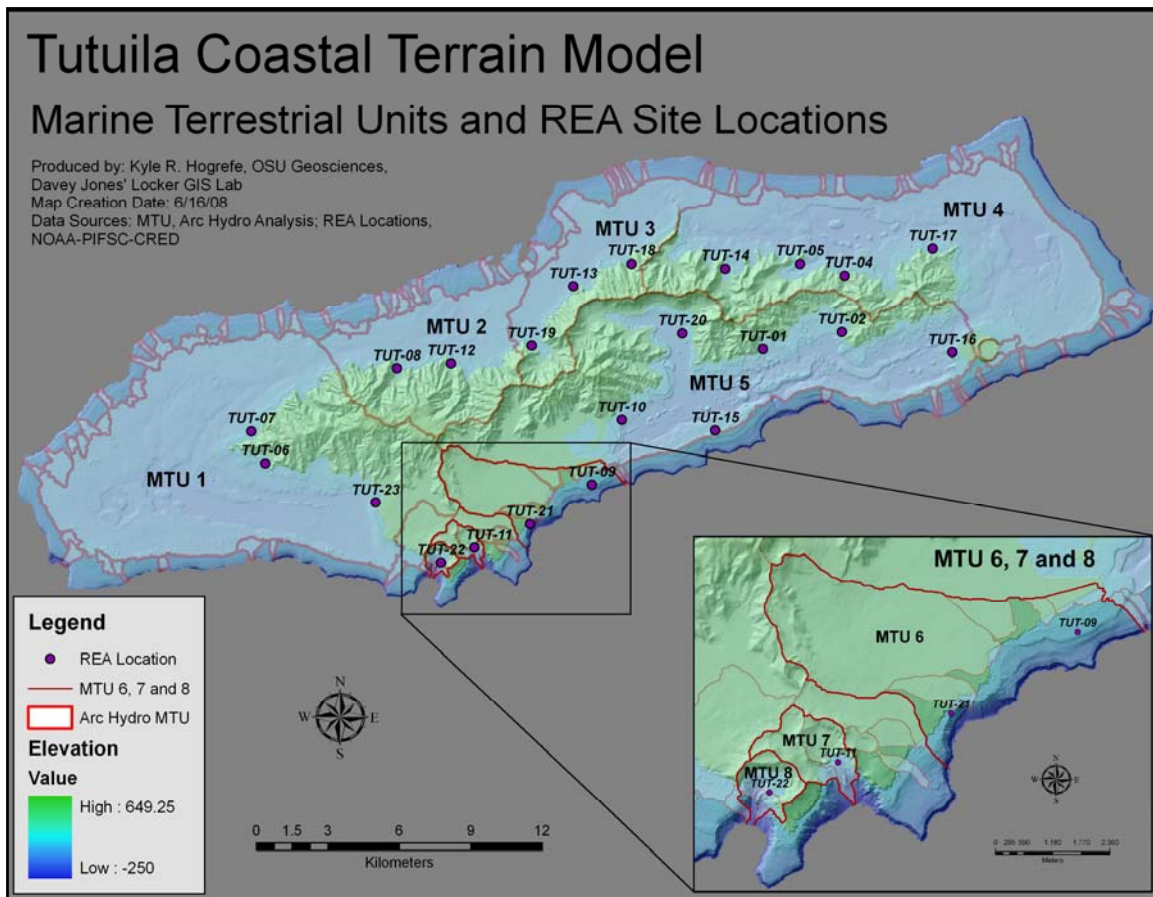 Tutuila Coastal Terrain Model
Marine Terrestrial Units and REA Site Locations
Produced by: Kyle R. Hogrefe, OSU Geosciences,
Davey Jones' Locker GIS Lab
Map Creation Date: 6/16/08
Data Sources: MTU, Arc Hydro Analysis; REA Locations,
NOAA-PIFSC-CRED
MTU 4
MTU 3
TUT-17
TUT-18
TUT-14
TUT-05
TUT-04
TUT-13
MTU 2
TUT-20
TUT-02
TUT-19
TUT-01
TUT-16
TUT-08
TUT-12
MTU 5
TUT-10
TUT-15
TUT-07
TUT-06
MTU 1
TUT-09
TUT-23
TUT-21
TUT-11
TUT-22
MTU 6, 7 and 8
TUT-09
MTU 6
TUT-21
MTU 7
TUT-11
MTU 8
TUT-22
N
W E
S
Meters
Legend
REA Location
MTU 6, 7 and 8
Arc Hydro MTU
Elevation
Value
High : 649.25
Low : -250
N
W E
S
0 1.5 3 6 9 12
Kilometers